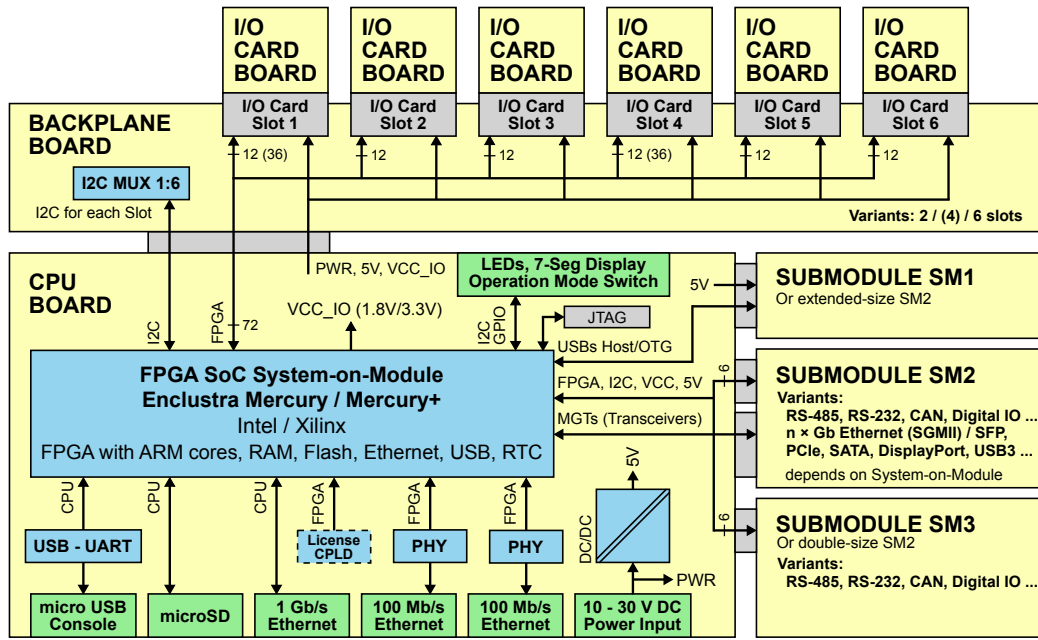 I/O
CARD
BOARD
I/O
CARD
BOARD
I/O
CARD
BOARD
I/O
CARD
BOARD
I/O
CARD
BOARD
I/O
CARD
BOARD
I/O Card
Slot 1
I/O Card
Slot 2
I/O Card
Slot 3
I/O Card
Slot 4
I/O Card
Slot 5
I/O Card
Slot 6
BACKPLANE
BOARD
12 (36)
12
12
12 (36)
12
12
I2C MUX 1:6
I2C for each Slot
Variants: 2 / (4) / 6 slots
CPU
BOARD
PWR, 5V, VCC_IO
LEDs, 7-Seg Display
Operation Mode Switch
VCC_IO (1.8V/3.3V)
I2C
FPGA
72
I2C
GPIO
JTAG
5V
USBs Host/OTG
SUBMODULE SM1
Or extended-size SM2
FPGA SoC System-on-Module
Enclustra Mercury / Mercury+
Intel / Xilinx
FPGA with ARM cores, RAM, Flash, Ethernet, USB, RTC
FPGA, I2C, VCC, 5V
MGTs (Transceivers)
6
SUBMODULE SM2
Variants:
RS-485, RS-232, CAN, Digital IO ...
n × Gb Ethernet (SGMII) / SFP,
PCIe, SATA, DisplayPort, USB3 ...
depends on System-on-Module
CPU
CPU
CPU
FPGA
FPGA
FPGA
5V
DC/DC
USB - UART
License
CPLD
PHY
PHY
PWR
6
SUBMODULE SM3
Or double-size SM2
Variants:
RS-485, RS-232, CAN, Digital IO ...
micro USB
Console
microSD
1 Gb/s
Ethernet
100 Mb/s
Ethernet
100 Mb/s
Ethernet
10 - 30 V DC
Power Input